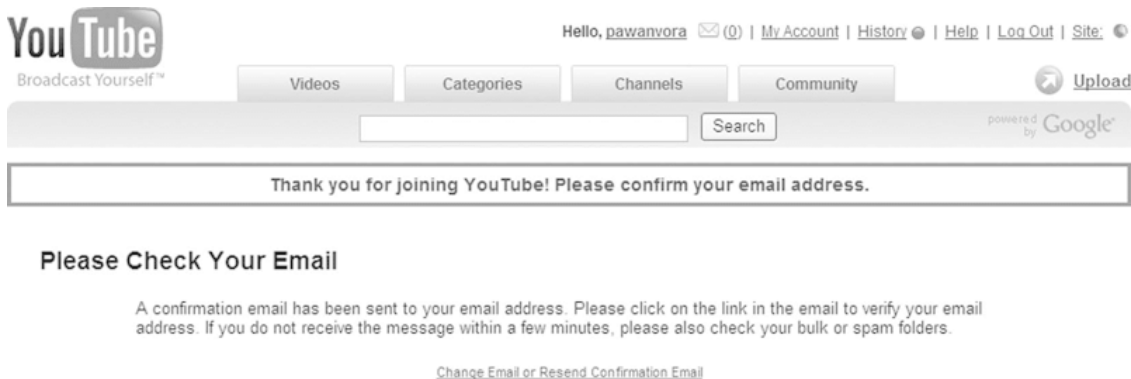 YouTube
Broadcast Yourself™
Hello, pawanvora (0) | My Account | History | Help | Log Out | Site:
Videos Categories Channels Community Upload
Search
powered by Google
Thank you for joining YouTube! Please confirm your email address.
Please Check Your Email
A confirmation email has been sent to your email address. Please click on the link in the email to verify your email
address. If you do not receive the message within a few minutes, please also check your bulk or spam folders.
Change Email or Resend Confirmation Email